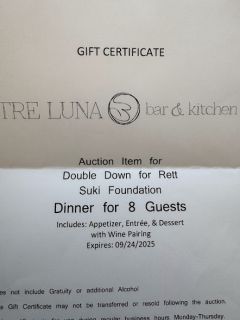 GIFT CERTIFICATE
TRE LUNA bar & kitchen
Auction Item for
Double Down for Rett
Suki Foundation
Dinner for 8 Guests
Includes: Appetizer, Entrée, & Dessert
with Wine Pairing
Expires: 09/24/2025
not include Gratuity or additional Alcohol
Gift Certificate may not be transferred or resold following the auction.
during regular business hours Monday-Thursday.